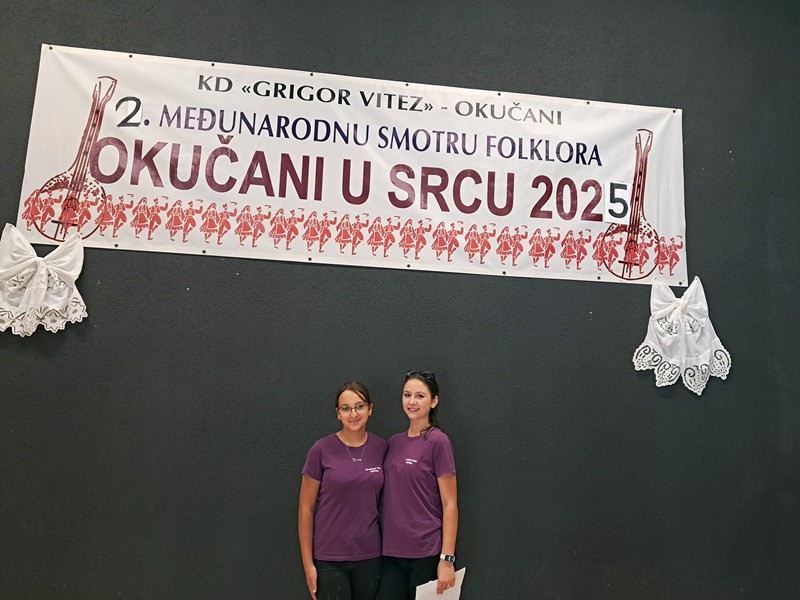 KD «GRIGOR VITEZ» - OKUČANI
2. MEĐUNARODNU SMOTRU FOLKLORA
OKUČANI U SRCU 2025